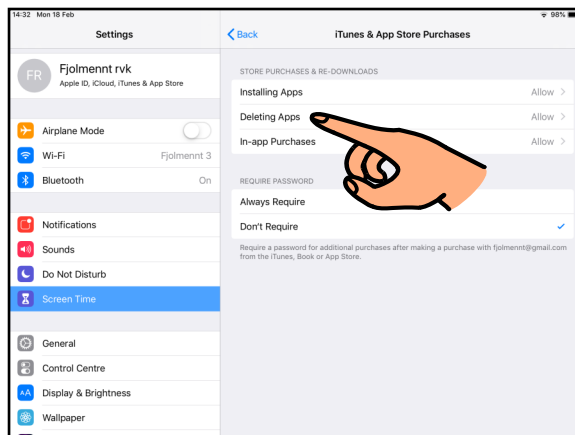 14:32 Mon 18 Feb
98%
Settings
Back
iTunes & App Store Purchases
FR
Fjolmennt rvk
Apple ID, iCloud, iTunes & App Store
STORE PURCHASES & RE-DOWNLOADS
Installing Apps Allow
Deleting Apps Allow
In-app Purchases Allow
REQUIRE PASSWORD
Always Require
Don't Require
Require a password for additional purchases after making a purchase with fjolmennt@gmail.com
from the iTunes, Book or App Store.
Airplane Mode
Wi-Fi Fjolmennt 3
Bluetooth On
Notifications
Sounds
Do Not Disturb
Screen Time
General
Control Centre
AA Display & Brightness
Wallpaper